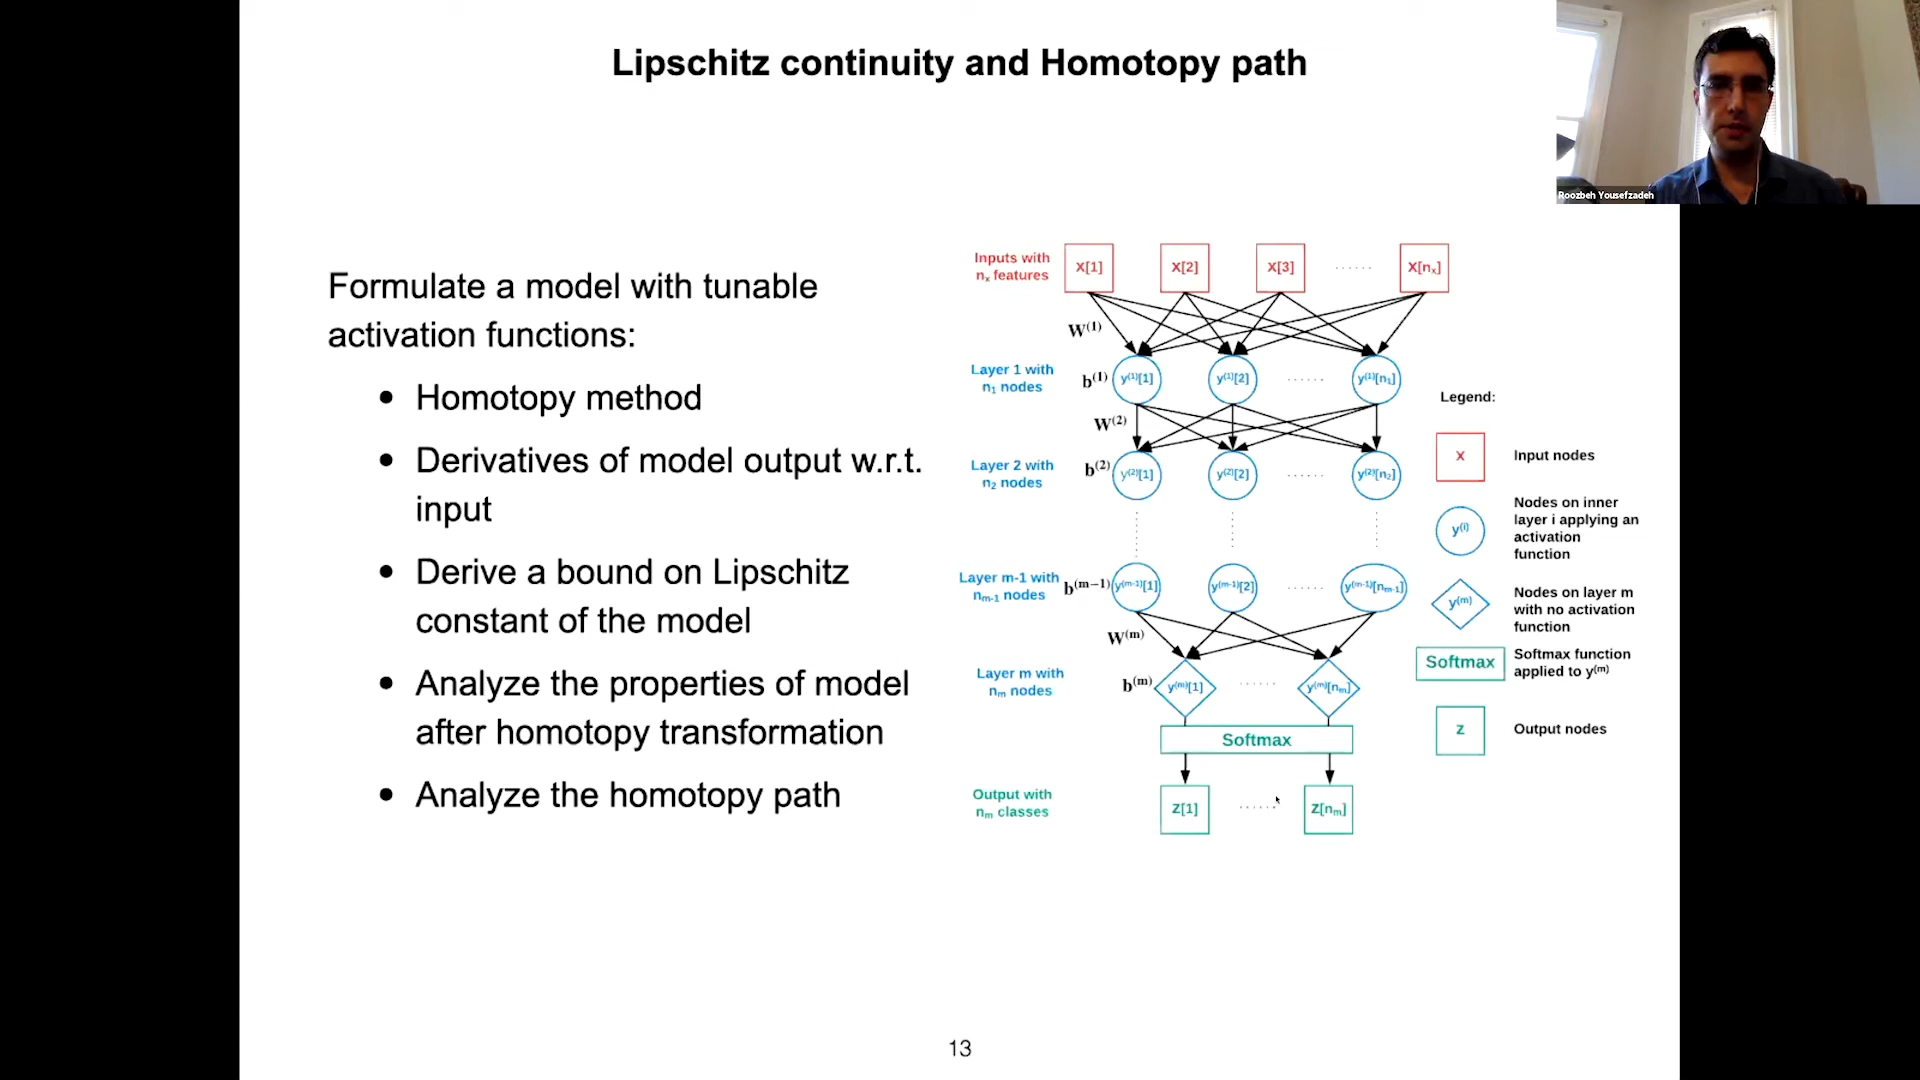 Lipschitz continuity and Homotopy path
Roozbeh Yousefzadeh
Formulate a model with tunable
activation functions:
• Homotopy method
• Derivatives of model output w.r.t.
input
• Derive a bound on Lipschitz
constant of the model
• Analyze the properties of model
after homotopy transformation
• Analyze the homotopy path
Inputs with
nₓ features
X[1] X[2] X[3] ...... X[nₓ]
W⁽¹⁾
Layer 1 with
n₁ nodes
b⁽¹⁾ y⁽¹⁾[1] y⁽¹⁾[2] ...... y⁽¹⁾[n₁]
W⁽²⁾
Layer 2 with
n₂ nodes
b⁽²⁾ y⁽²⁾[1] y⁽²⁾[2] ...... y⁽²⁾[n₂]
Layer m-1 with
nₘ₋₁ nodes
b⁽ᵐ⁻¹⁾ y⁽ᵐ⁻¹⁾[1] y⁽ᵐ⁻¹⁾[2] ...... y⁽ᵐ⁻¹⁾[nₘ₋₁]
W⁽ᵐ⁾
Layer m with
nₘ nodes
b⁽ᵐ⁾ y⁽ᵐ⁾[1] ...... y⁽ᵐ⁾[nₘ]
Softmax
Output with
nₘ classes
Z[1] ...... Z[nₘ]
Legend:
X Input nodes
y⁽ⁱ⁾
Nodes on inner
layer i applying an
activation
function
y⁽ᵐ⁾
Nodes on layer m
with no activation
function
Softmax
Softmax function
applied to y⁽ᵐ⁾
Z Output nodes
13